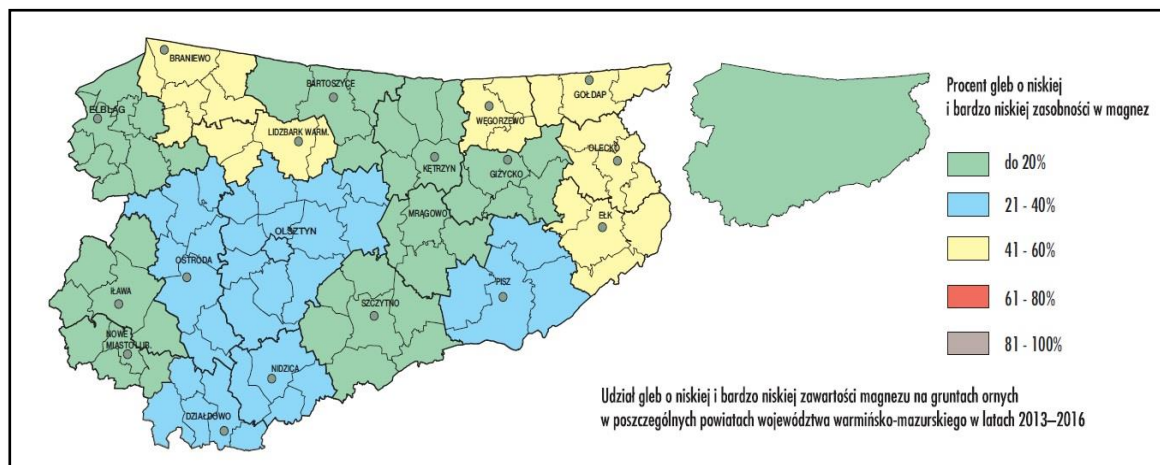 BRANIEWO
BARTOSZYCE
GOŁDAP
ELBLĄG
WĘGORZEWO
LIDZBARK WARM.
OLECKO
KĘTRZYN
GIŻYCKO
MRĄGOWO
EŁK
OLSZTYN
OSTRÓDA
PISZ
IŁAWA
SZCZYTNO
NOWE
MIASTO LUB.
NIDZICA
DZIAŁDOWO
Procent gleb o niskiej
i bardzo niskiej zasobności w magnez
do 20%
21 - 40%
41 - 60%
61 - 80%
81 - 100%
Udział gleb o niskiej i bardzo niskiej zawartości magnezu na gruntach ornych
w poszczególnych powiatach województwa warmińsko-mazurskiego w latach 2013–2016